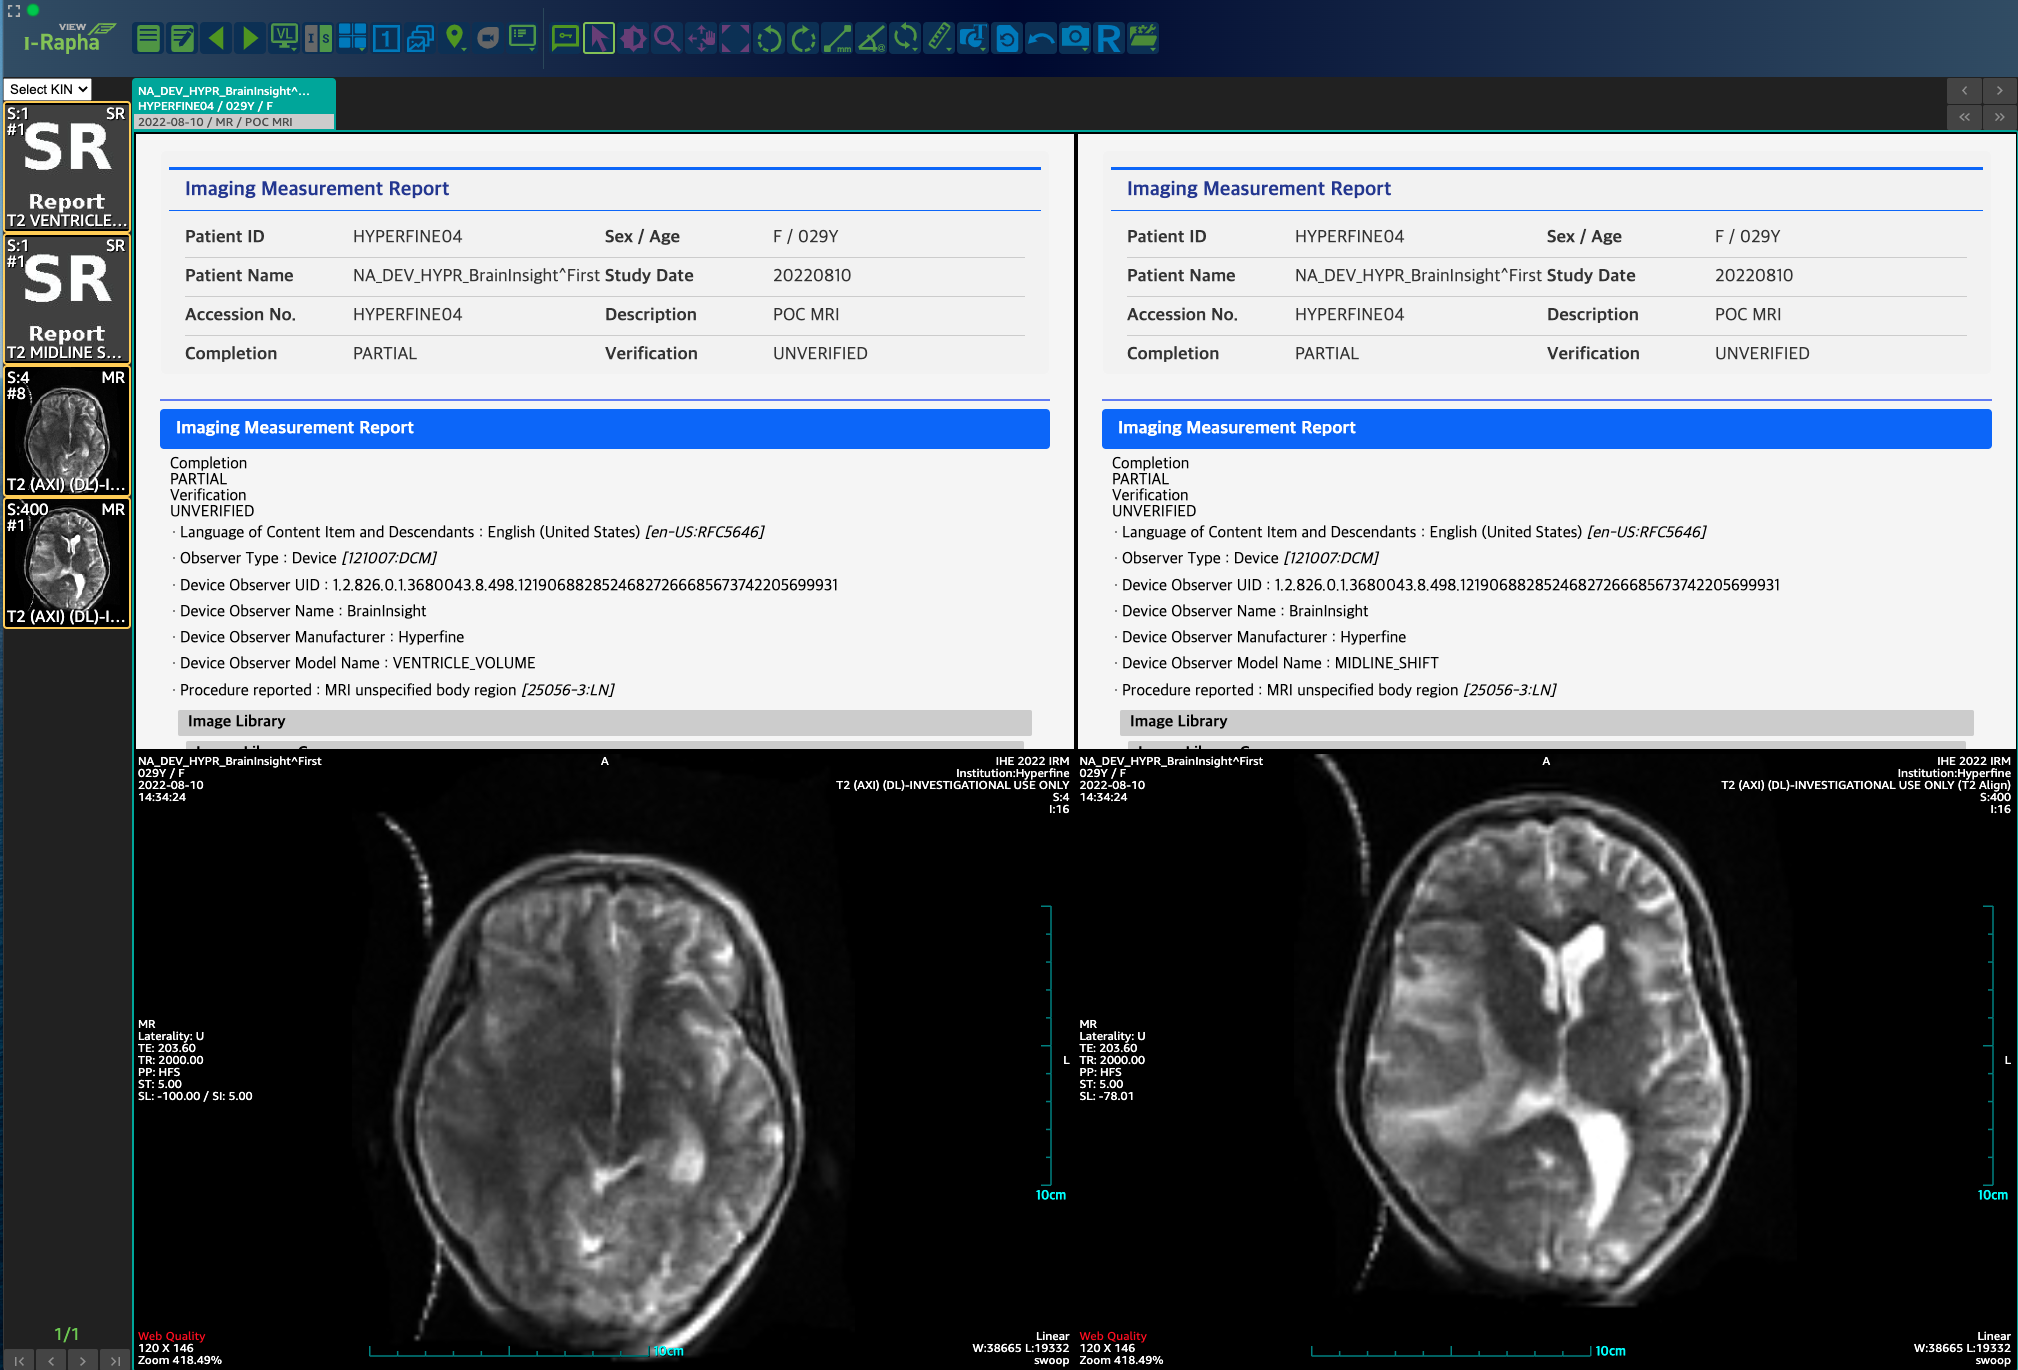 VIEW
i-Rapha
VL
I S
1
mm
R
Select KIN
S:1 SR
#1
SR
Report
T2 VENTRICLE...
S:1 SR
#1
SR
Report
T2 MIDLINE S...
S:4 MR
#8
T2 (AXI) (DL)-I...
S:400 MR
#1
T2 (AXI) (DL)-I...
1/1
NA_DEV_HYPR_BrainInsight^...
HYPERFINE04 / 029Y / F
2022-08-10 / MR / POC MRI
Imaging Measurement Report
Patient ID HYPERFINE04 Sex / Age F / 029Y
Patient Name NA_DEV_HYPR_BrainInsight^First Study Date 20220810
Accession No. HYPERFINE04 Description POC MRI
Completion PARTIAL Verification UNVERIFIED
Imaging Measurement Report
Completion
PARTIAL
Verification
UNVERIFIED
· Language of Content Item and Descendants : English (United States) [en-US:RFC5646]
· Observer Type : Device [121007:DCM]
· Device Observer UID : 1.2.826.0.1.3680043.8.498.12190688285246827266685673742205699931
· Device Observer Name : BrainInsight
· Device Observer Manufacturer : Hyperfine
· Device Observer Model Name : VENTRICLE_VOLUME
· Procedure reported : MRI unspecified body region [25056-3:LN]
Image Library
Imaging Measurement Report
Patient ID HYPERFINE04 Sex / Age F / 029Y
Patient Name NA_DEV_HYPR_BrainInsight^First Study Date 20220810
Accession No. HYPERFINE04 Description POC MRI
Completion PARTIAL Verification UNVERIFIED
Imaging Measurement Report
Completion
PARTIAL
Verification
UNVERIFIED
· Language of Content Item and Descendants : English (United States) [en-US:RFC5646]
· Observer Type : Device [121007:DCM]
· Device Observer UID : 1.2.826.0.1.3680043.8.498.12190688285246827266685673742205699931
· Device Observer Name : BrainInsight
· Device Observer Manufacturer : Hyperfine
· Device Observer Model Name : MIDLINE_SHIFT
· Procedure reported : MRI unspecified body region [25056-3:LN]
Image Library
NA_DEV_HYPR_BrainInsight^First
029Y / F
2022-08-10
14:34:24
A
IHE 2022 IRM
Institution:Hyperfine
T2 (AXI) (DL)-INVESTIGATIONAL USE ONLY
S:4
I:16
MR
Laterality: U
TE: 203.60
TR: 2000.00
PP: HFS
ST: 5.00
SL: -100.00 / SI: 5.00
L
10cm
Web Quality
120 X 146
Zoom 418.49%
10cm
Linear
W:38665 L:19332
swoop
NA_DEV_HYPR_BrainInsight^First
029Y / F
2022-08-10
14:34:24
A
IHE 2022 IRM
Institution:Hyperfine
T2 (AXI) (DL)-INVESTIGATIONAL USE ONLY (T2 Align)
S:400
I:16
MR
Laterality: U
TE: 203.60
TR: 2000.00
PP: HFS
ST: 5.00
SL: -78.01
L
10cm
Web Quality
120 X 146
Zoom 418.49%
10cm
Linear
W:38665 L:19332
swoop